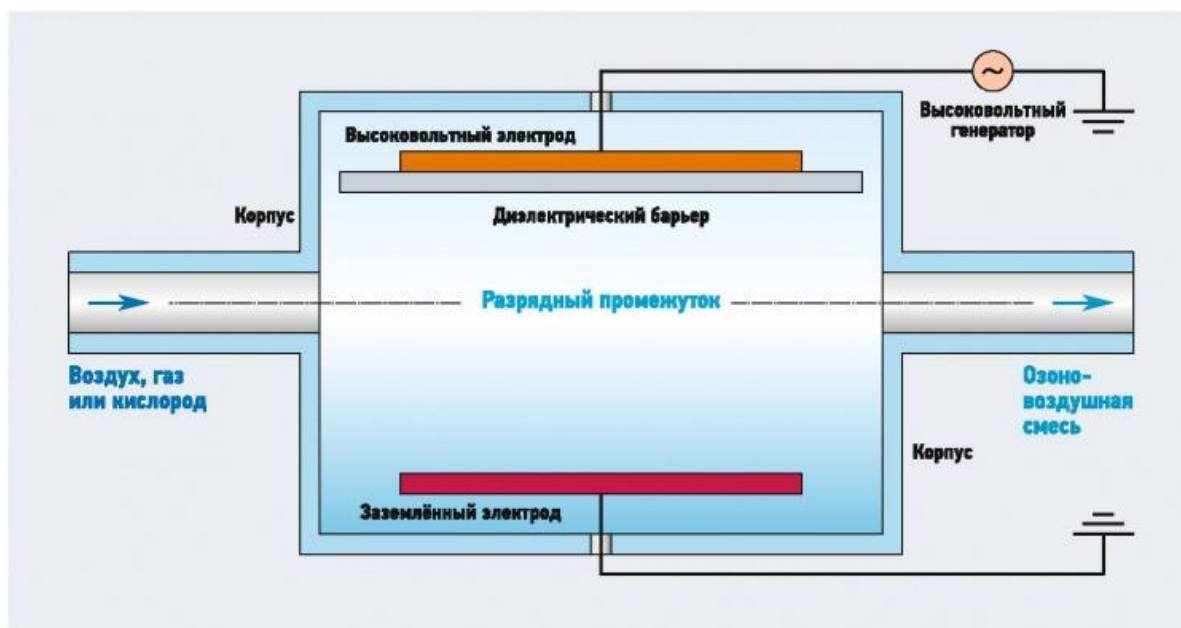 ~
Высоковольтный
генератор
Высоковольтный электрод
Корпус
Диэлектрический барьер
Разрядный промежуток
Воздух, газ
или кислород
Озоно-
воздушная
смесь
Корпус
Заземлённый электрод